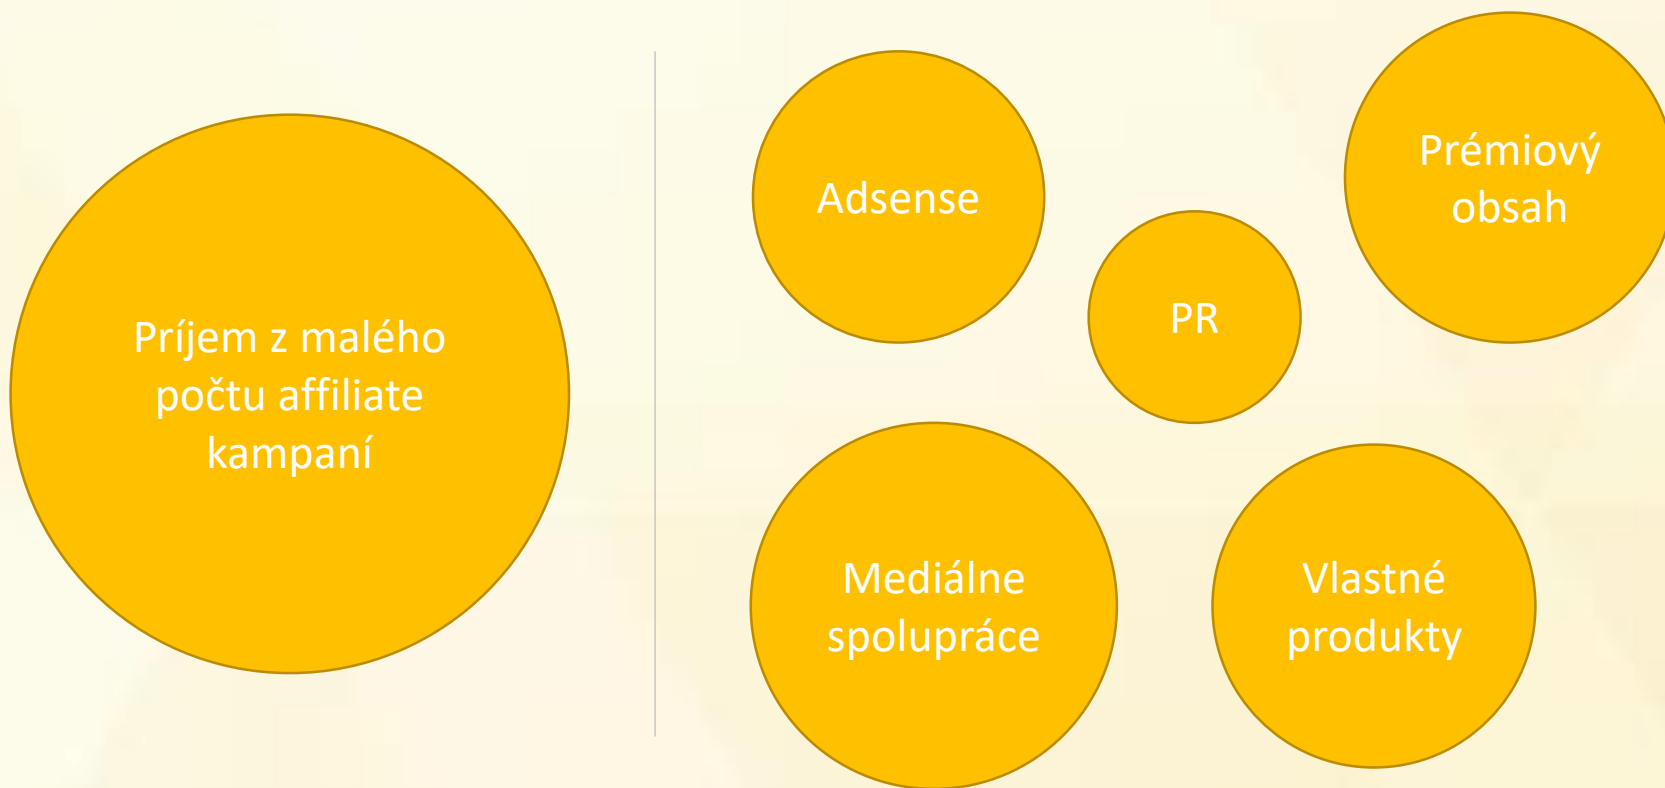 Príjem z malého
počtu affiliate
kampaní
Adsense
PR
Prémiový
obsah
Mediálne
spolupráce
Vlastné
produkty